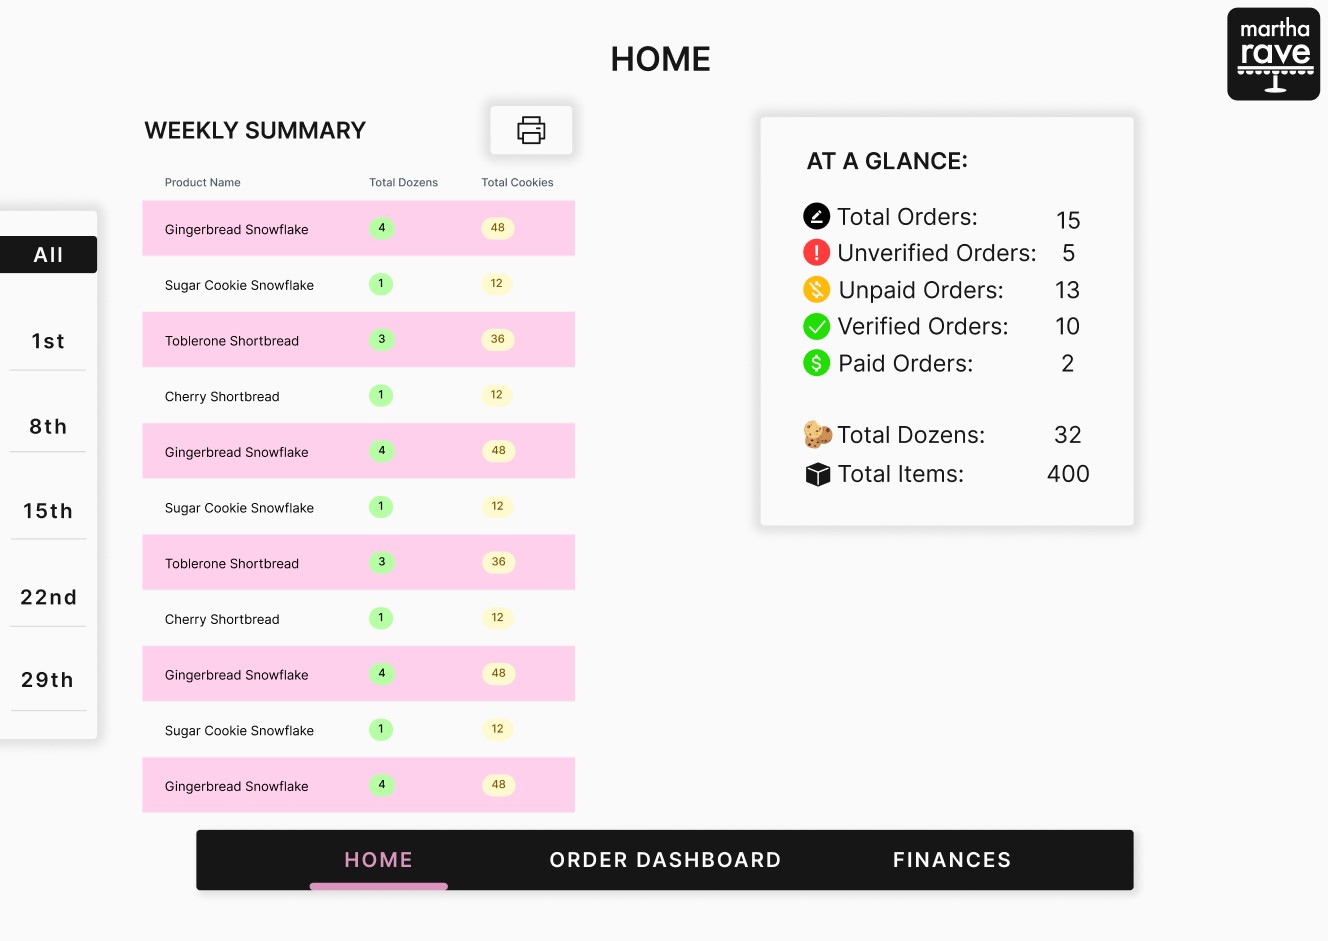 martha
rave
HOME
WEEKLY SUMMARY
Product Name Total Dozens Total Cookies
Gingerbread Snowflake 4 48
Sugar Cookie Snowflake 1 12
Toblerone Shortbread 3 36
Cherry Shortbread 1 12
Gingerbread Snowflake 4 48
Sugar Cookie Snowflake 1 12
Toblerone Shortbread 3 36
Cherry Shortbread 1 12
Gingerbread Snowflake 4 48
Sugar Cookie Snowflake 1 12
Gingerbread Snowflake 4 48
All
1st
8th
15th
22nd
29th
AT A GLANCE:
Total Orders: 15
Unverified Orders: 5
Unpaid Orders: 13
Verified Orders: 10
Paid Orders: 2
Total Dozens: 32
Total Items: 400
HOME ORDER DASHBOARD FINANCES